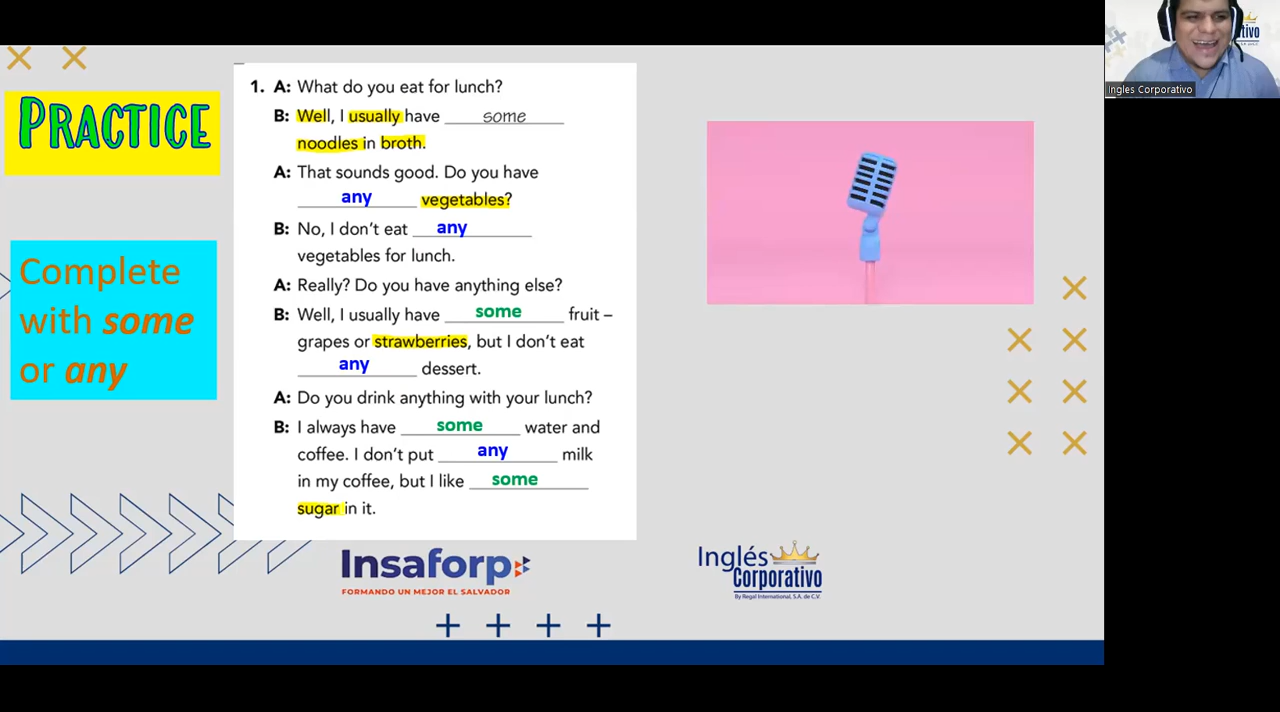 PRACTICE
Complete
with some
or any
1. A: What do you eat for lunch?
B: Well, I usually have some
noodles in broth.
A: That sounds good. Do you have
any vegetables?
B: No, I don't eat any
vegetables for lunch.
A: Really? Do you have anything else?
B: Well, I usually have some fruit –
grapes or strawberries, but I don't eat
any dessert.
A: Do you drink anything with your lunch?
B: I always have some water and
coffee. I don't put any milk
in my coffee, but I like some
sugar in it.
Insaforp
FORMANDO UN MEJOR EL SALVADOR
Inglés
Corporativo
By Regal International, S.A. de C.V.
Ingles Corporativo